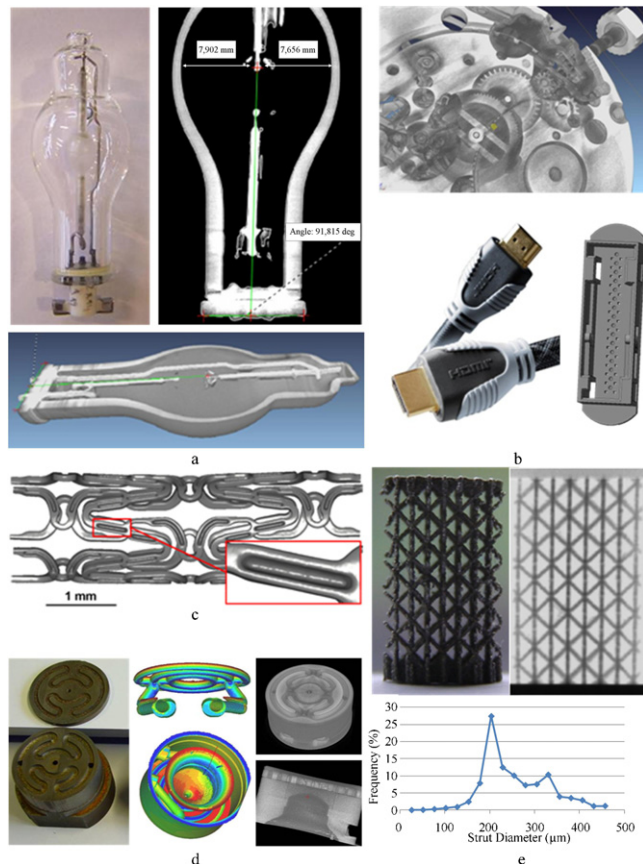 7,902 mm
7,656 mm
Angle: 91,815 deg
a
HDMI
b
1 mm
c
d
Frequency (%)
30
25
20
15
10
5
0
0
100
200
300
400
500
Strut Diameter (µm)
e